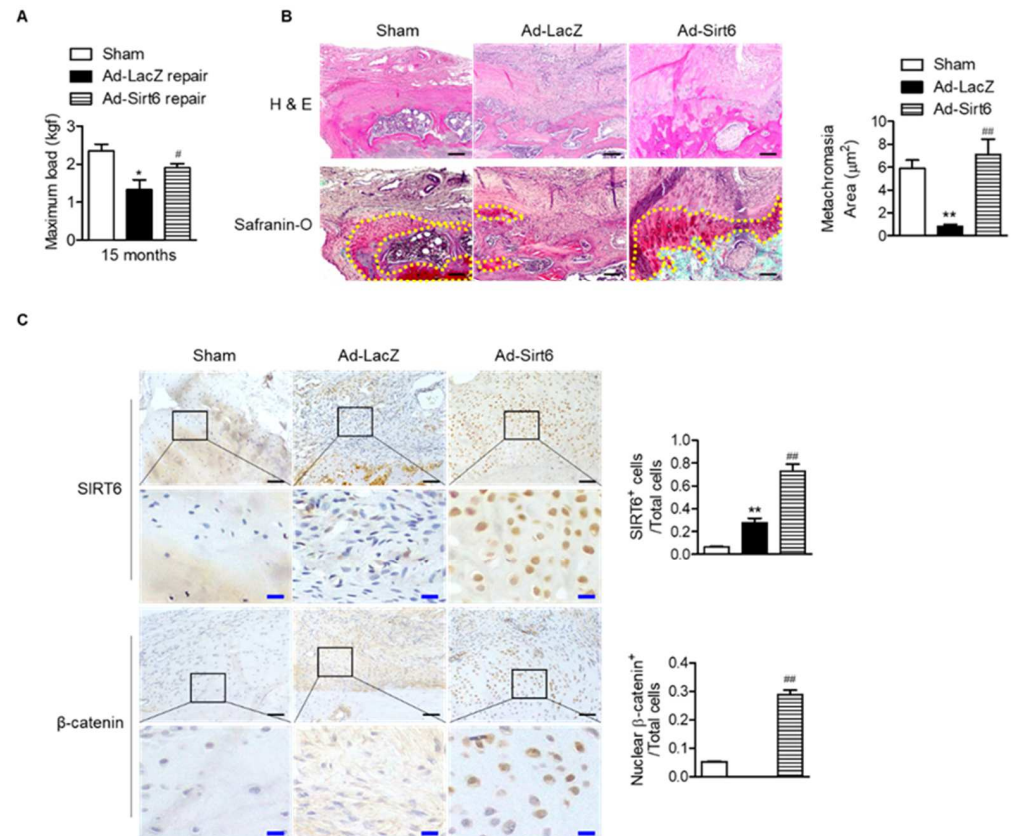 A
Sham
Ad-LacZ repair
Ad-Sirt6 repair
Maximum load (kgf)
3
2
1
0
*
#
15 months
B
Sham
Ad-LacZ
Ad-Sirt6
H & E
Safranin-O
Sham
Ad-LacZ
Ad-Sirt6
Metachromasia
Area (μm²)
10
8
6
4
2
0
**
##
C
Sham
Ad-LacZ
Ad-Sirt6
SIRT6
β-catenin
SIRT6⁺ cells
/Total cells
1.0
0.8
0.6
0.4
0.2
0.0
**
##
Nuclear β-catenin⁺
/Total cells
0.4
0.3
0.2
0.1
0.0
##